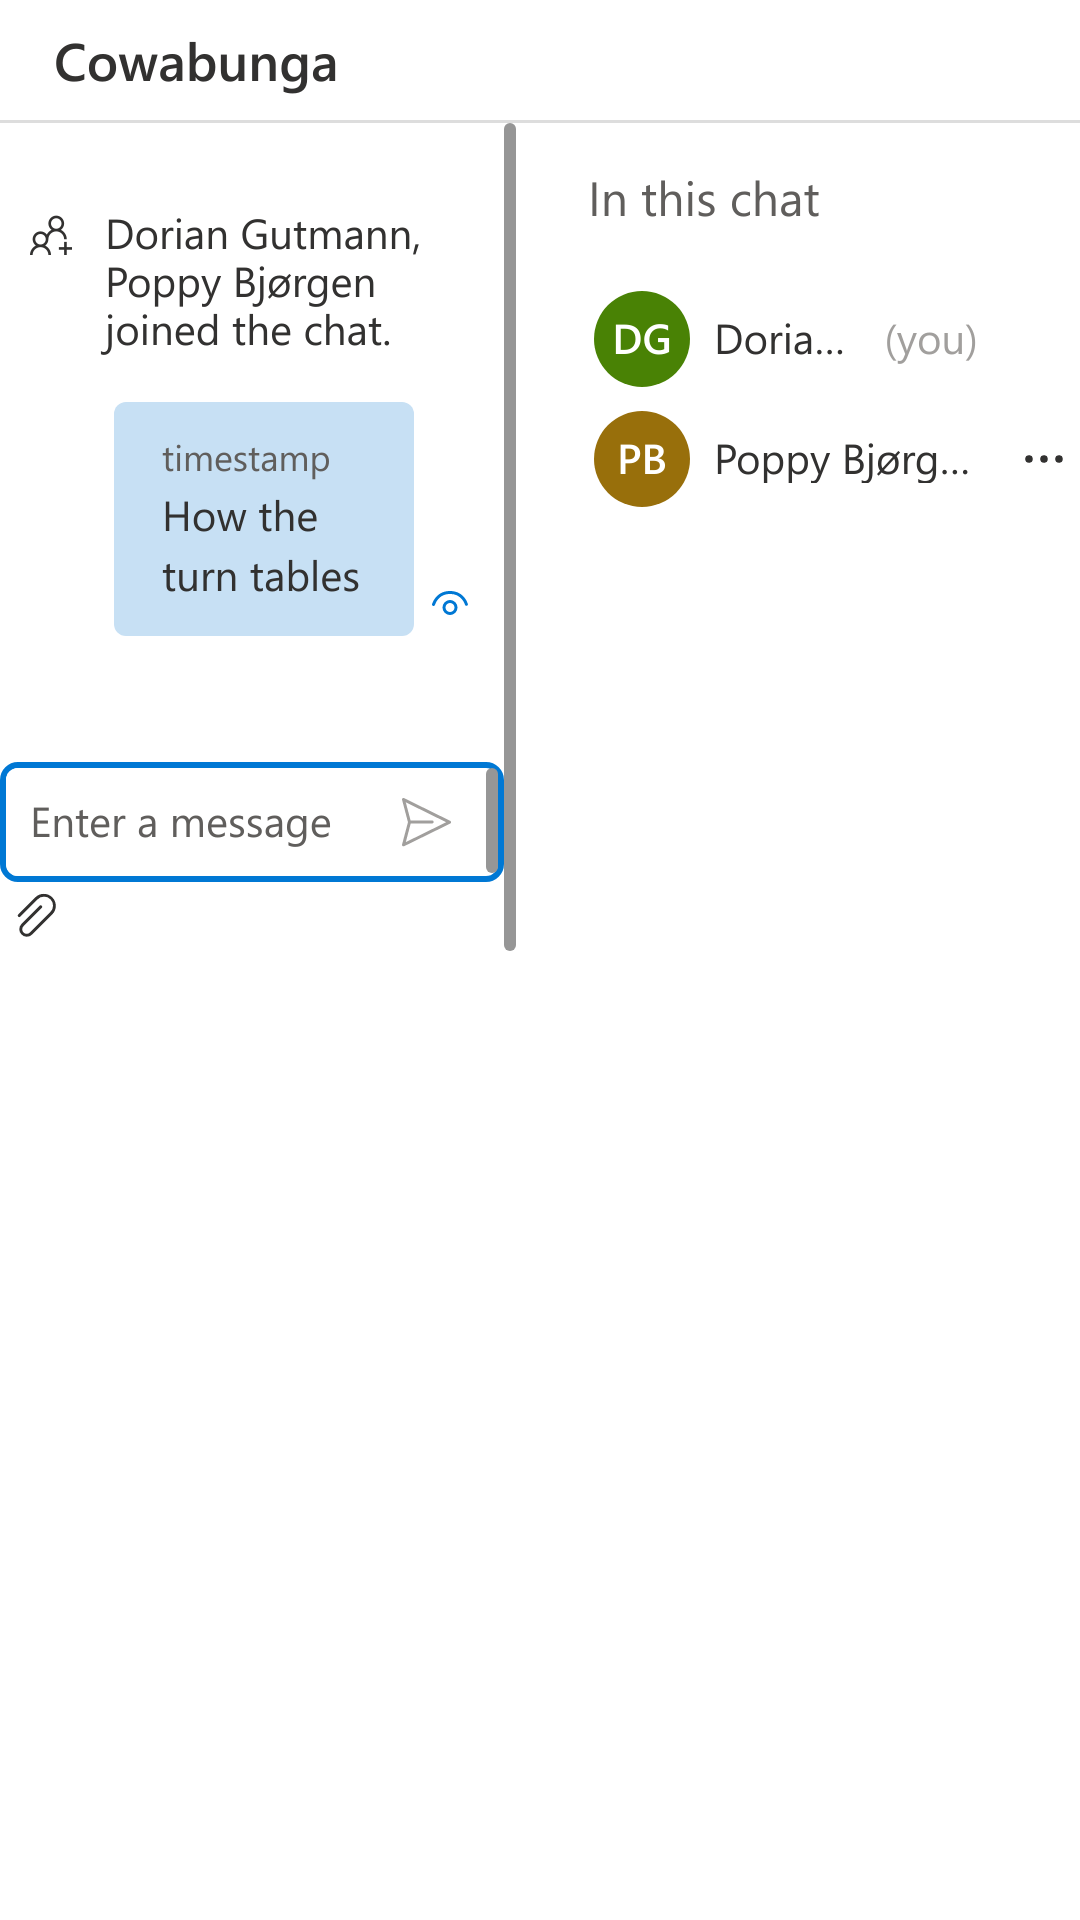 Cowabunga
Dorian Gutmann,
Poppy Bjørgen
joined the chat.
timestamp
How the
turn tables
Enter a message
In this chat
DG Doria... (you)
PB Poppy Bjørg...